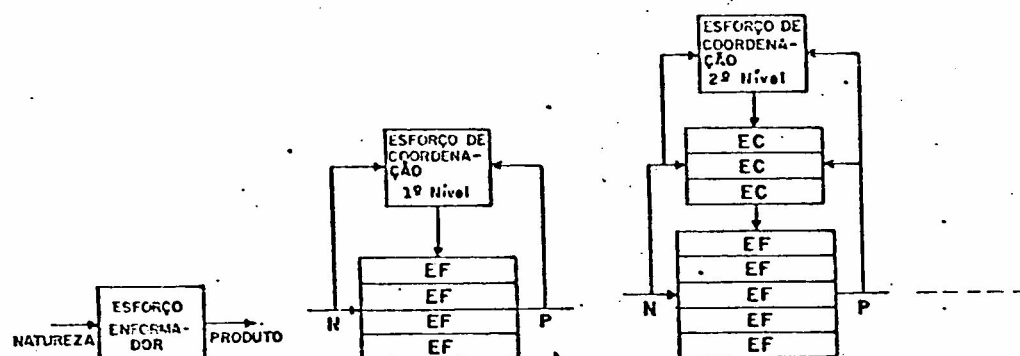 NATUREZA
ESFORÇO
ENFORMA-
DOR
PRODUTO
ESFORÇO DE
COORDENA-
ÇÃO
1º Nível
EF
EF
EF
EF
N
P
ESFORÇO DE
COORDENA-
ÇÃO
2º Nível
EC
EC
EC
EF
EF
EF
EF
EF
N
P